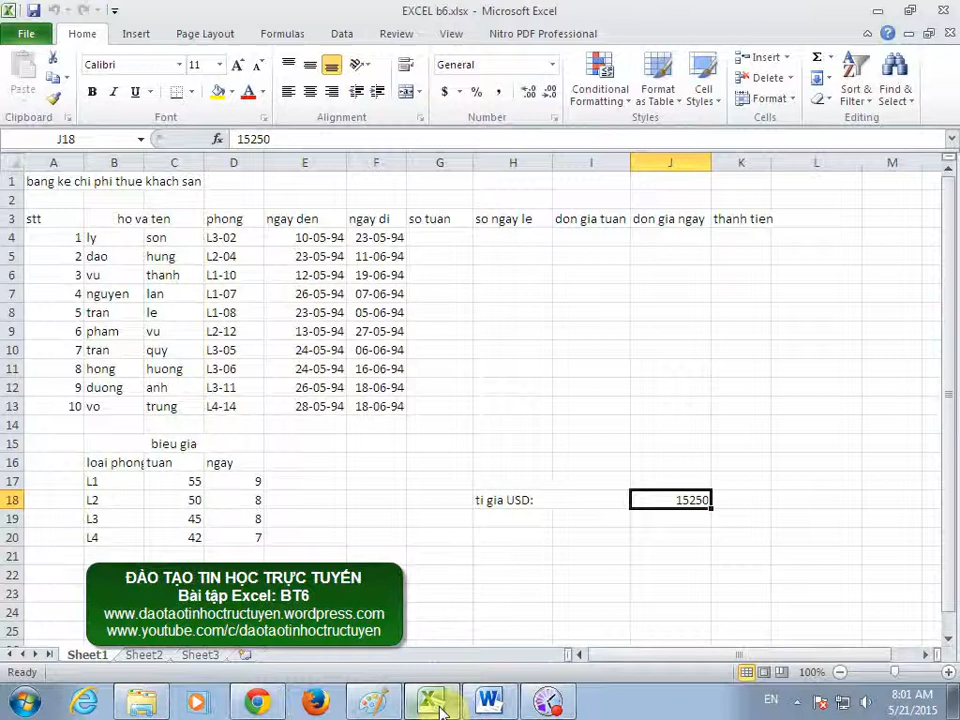 EXCEL b6.xlsx - Microsoft Excel
File Home Insert Page Layout Formulas Data Review View Nitro PDF Professional
Paste Calibri 11 General Conditional Formatting Format as Table Cell Styles Insert Delete Format Sort & Filter Find & Select
Clipboard Font Alignment Number Styles Cells Editing
J18 fx 15250
A B C D E F G H I J K L M
1 bang ke chi phi thue khach san
2
3 stt ho va ten phong ngay den ngay di so tuan so ngay le don gia tuan don gia ngay thanh tien
4 1 ly son L3-02 10-05-94 23-05-94
5 2 dao hung L2-04 23-05-94 11-06-94
6 3 vu thanh L1-10 12-05-94 19-06-94
7 4 nguyen lan L1-07 26-05-94 07-06-94
8 5 tran le L1-08 23-05-94 05-06-94
9 6 pham vu L2-12 13-05-94 27-05-94
10 7 tran quy L3-05 24-05-94 06-06-94
11 8 hong huong L3-06 24-05-94 16-06-94
12 9 duong anh L3-11 26-05-94 18-06-94
13 10 vo trung L4-14 28-05-94 18-06-94
14
15 bieu gia
16 loai phong tuan ngay
17 L1 55 9
18 L2 50 8 ti gia USD: 15250
19 L3 45 8
20 L4 42 7
21
22
23
24
25
ĐÀO TẠO TIN HỌC TRỰC TUYẾN
Bài tập Excel: BT6
www.daotaotinhoctructuyen.wordpress.com
www.youtube.com/c/daotaotinhoctructuyen
Sheet1 Sheet2 Sheet3
Ready 100%
EN 8:01 AM
5/21/2015